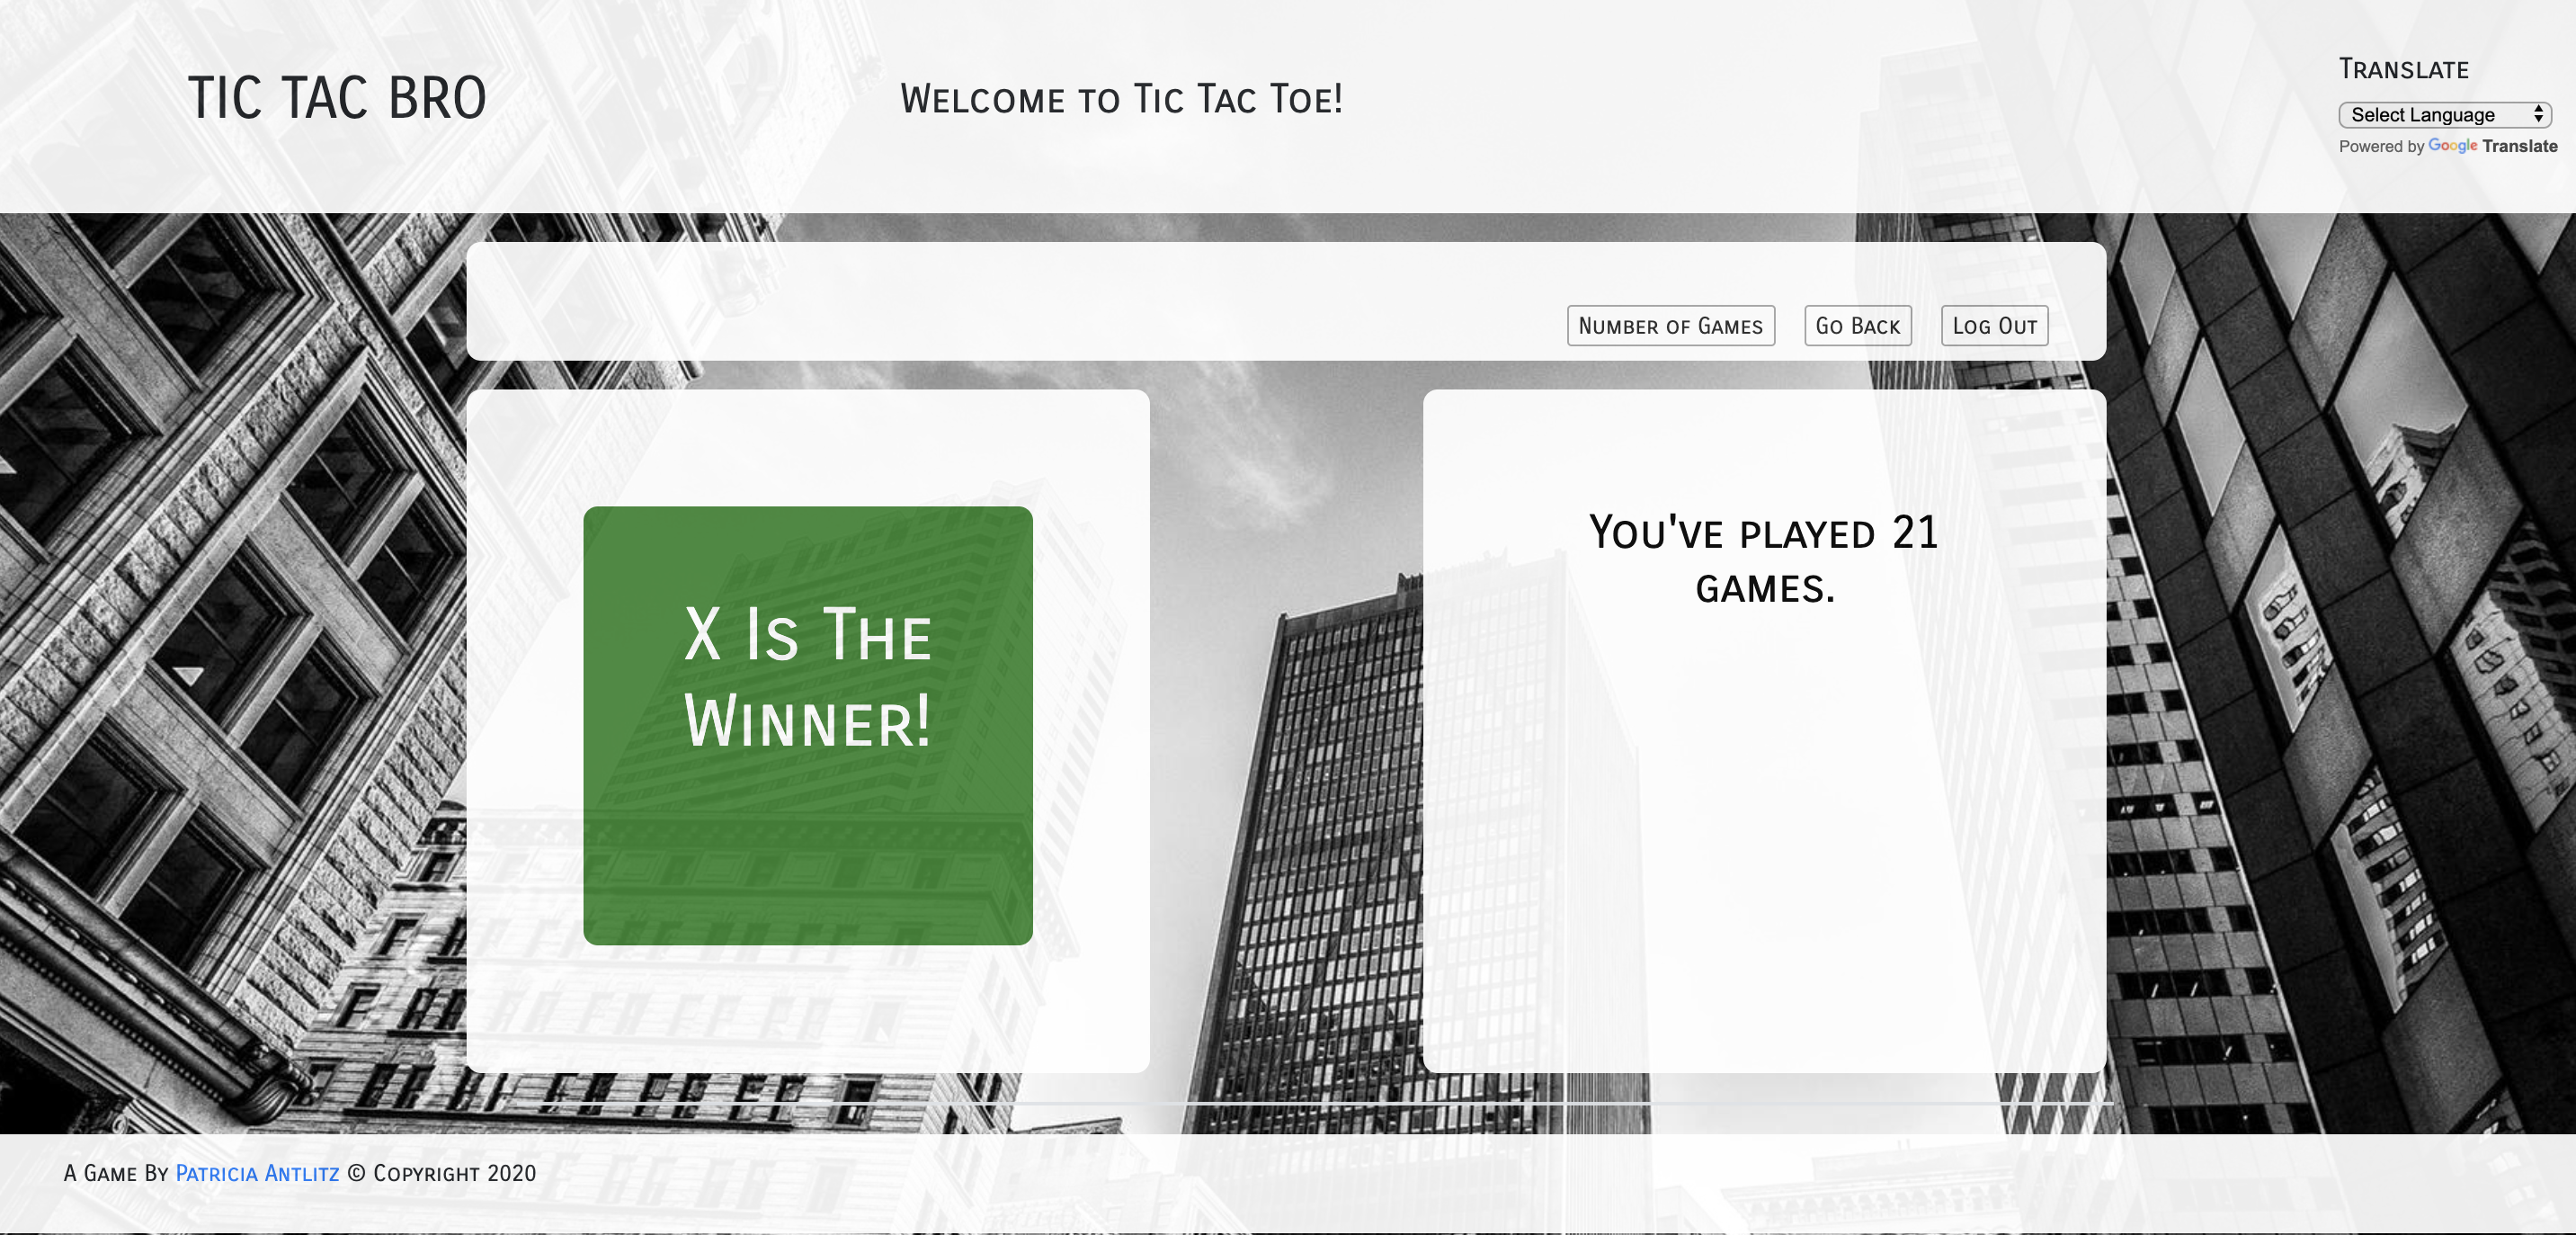 TIC TAC BRO
Welcome to Tic Tac Toe!
Translate
Select Language
Powered by Google Translate
Number of Games
Go Back
Log Out
X Is The
Winner!
You've played 21
games.
A Game By Patricia Antlitz © Copyright 2020